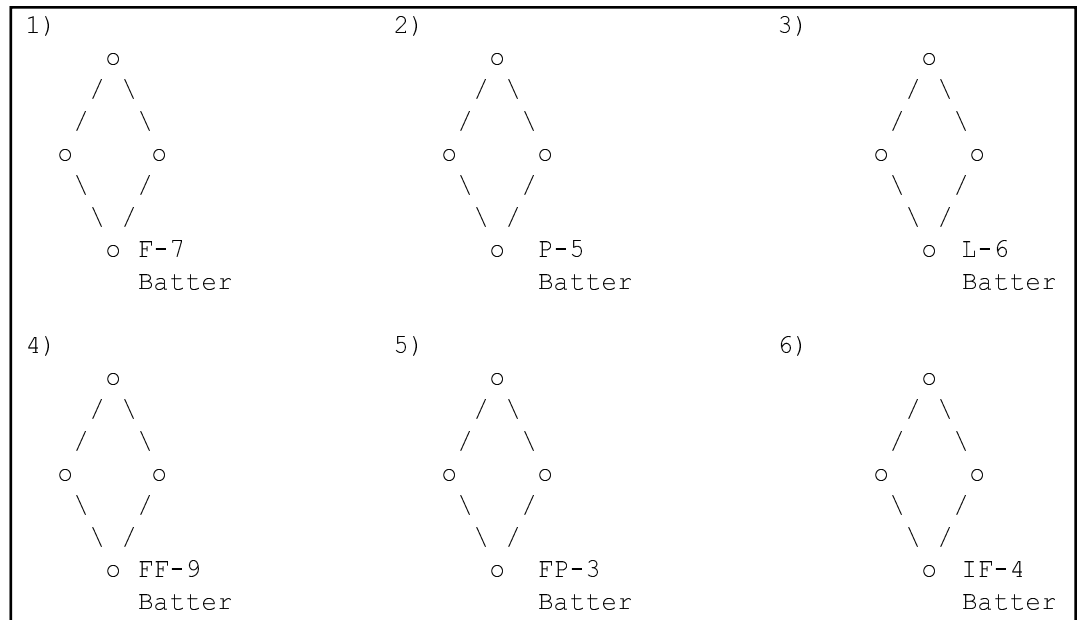 1) 2) 3)
o o o
/ \ / \ / \
/ \ / \ / \
o o o o o o
\ / \ / \ /
\ / \ / \ /
o F-7 o P-5 o L-6
Batter Batter Batter
4) 5) 6)
o o o
/ \ / \ / \
/ \ / \ / \
o o o o o o
\ / \ / \ /
\ / \ / \ /
o FF-9 o FP-3 o IF-4
Batter Batter Batter